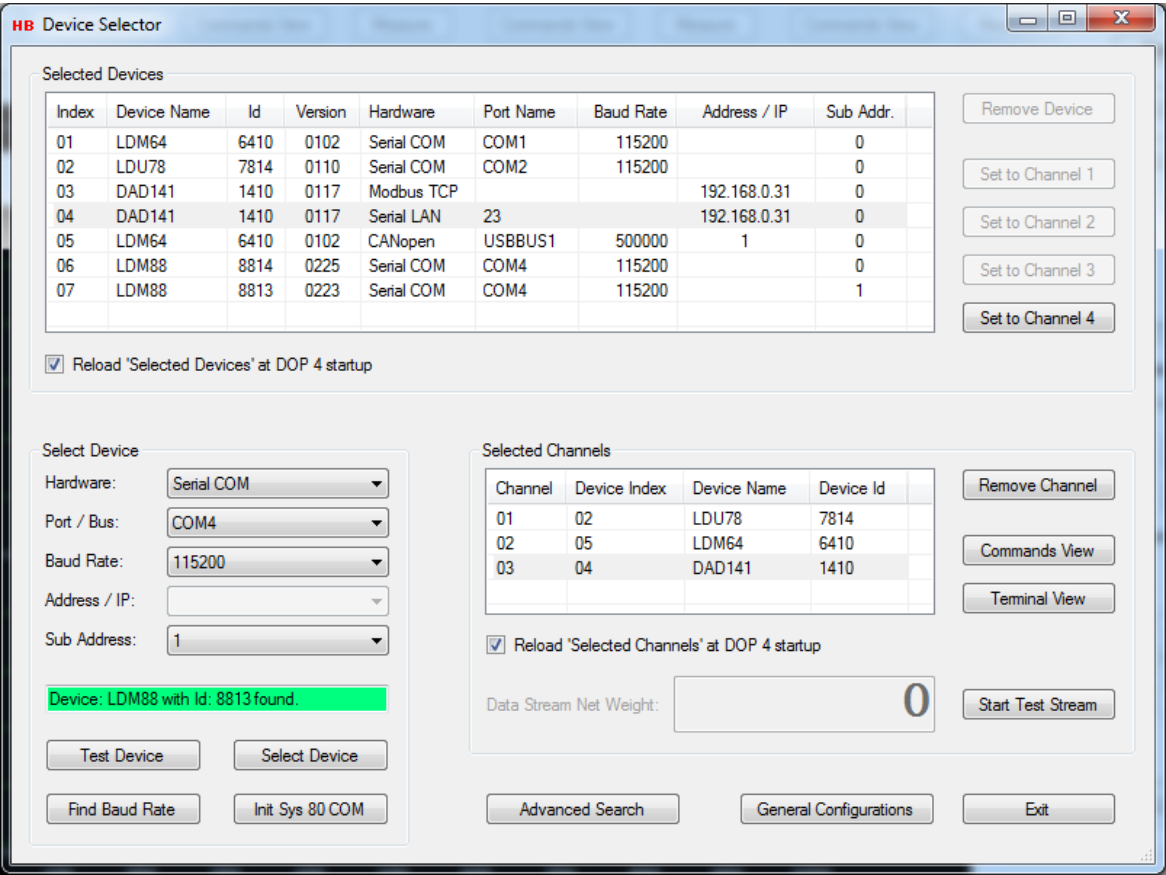 HB Device Selector
Selected Devices
Index Device Name Id Version Hardware Port Name Baud Rate Address / IP Sub Addr.
01 LDM64 6410 0102 Serial COM COM1 115200 0
02 LDU78 7814 0110 Serial COM COM2 115200 0
03 DAD141 1410 0117 Modbus TCP 192.168.0.31 0
04 DAD141 1410 0117 Serial LAN 23 192.168.0.31 0
05 LDM64 6410 0102 CANopen USBBUS1 500000 1 0
06 LDM88 8814 0225 Serial COM COM4 115200 0
07 LDM88 8813 0223 Serial COM COM4 115200 1
Remove Device
Set to Channel 1
Set to Channel 2
Set to Channel 3
Set to Channel 4
Reload 'Selected Devices' at DOP 4 startup
Select Device
Hardware: Serial COM
Port / Bus: COM4
Baud Rate: 115200
Address / IP:
Sub Address: 1
Device: LDM88 with Id: 8813 found.
Test Device Select Device
Find Baud Rate Init Sys 80 COM
Selected Channels
Channel Device Index Device Name Device Id
01 02 LDU78 7814
02 05 LDM64 6410
03 04 DAD141 1410
Remove Channel
Commands View
Terminal View
Reload 'Selected Channels' at DOP 4 startup
Data Stream Net Weight: 0 Start Test Stream
Advanced Search General Configurations Exit